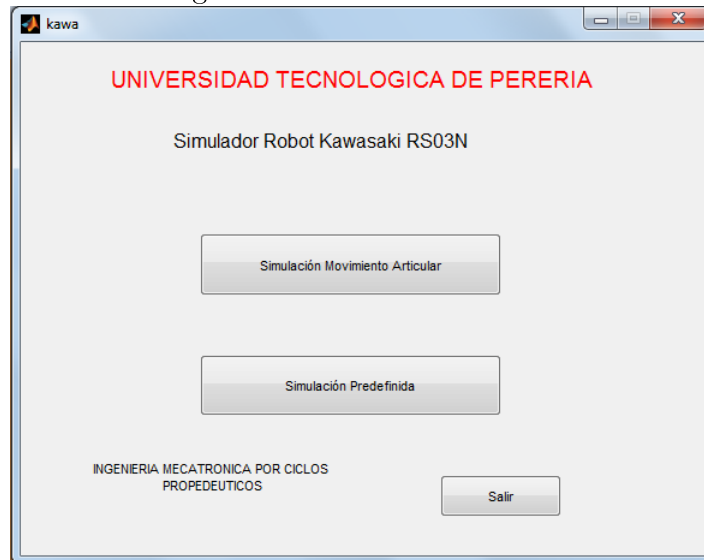 kawa
UNIVERSIDAD TECNOLOGICA DE PERERIA
Simulador Robot Kawasaki RS03N
Simulación Movimiento Articular
Simulación Predefinida
INGENIERIA MECATRONICA POR CICLOS
PROPEDEUTICOS
Salir